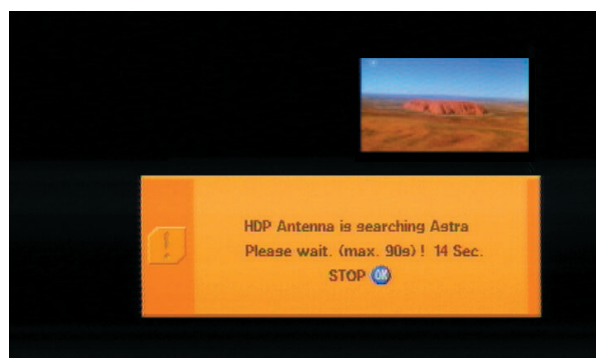 HDP Antenna is searching Astra
Please wait. (max. 90s) ! 14 Sec.
STOP OK
!